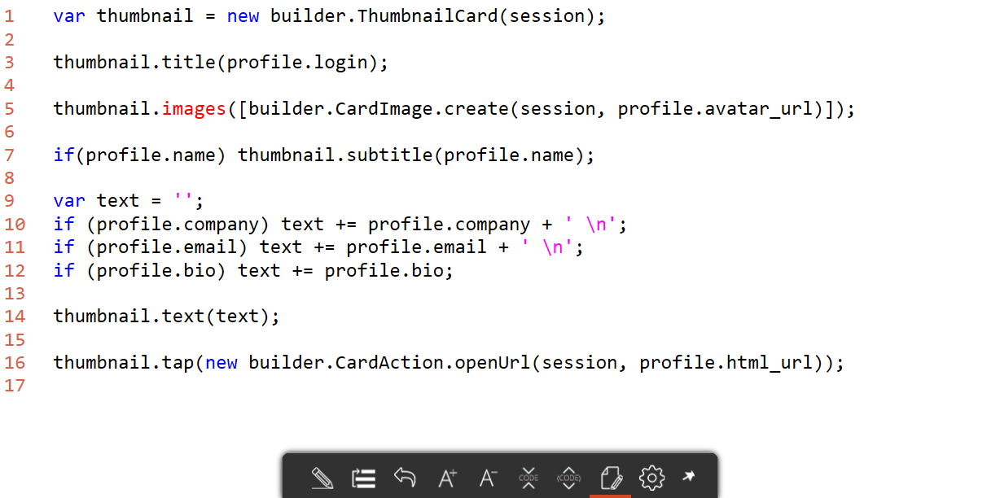 1 var thumbnail = new builder.ThumbnailCard(session);
2
3 thumbnail.title(profile.login);
4
5 thumbnail.images([builder.CardImage.create(session, profile.avatar_url)]);
6
7 if(profile.name) thumbnail.subtitle(profile.name);
8
9 var text = '';
10 if (profile.company) text += profile.company + ' \n';
11 if (profile.email) text += profile.email + ' \n';
12 if (profile.bio) text += profile.bio;
13
14 thumbnail.text(text);
15
16 thumbnail.tap(new builder.CardAction.openUrl(session, profile.html_url));
17
A+ A- CODE (CODE)